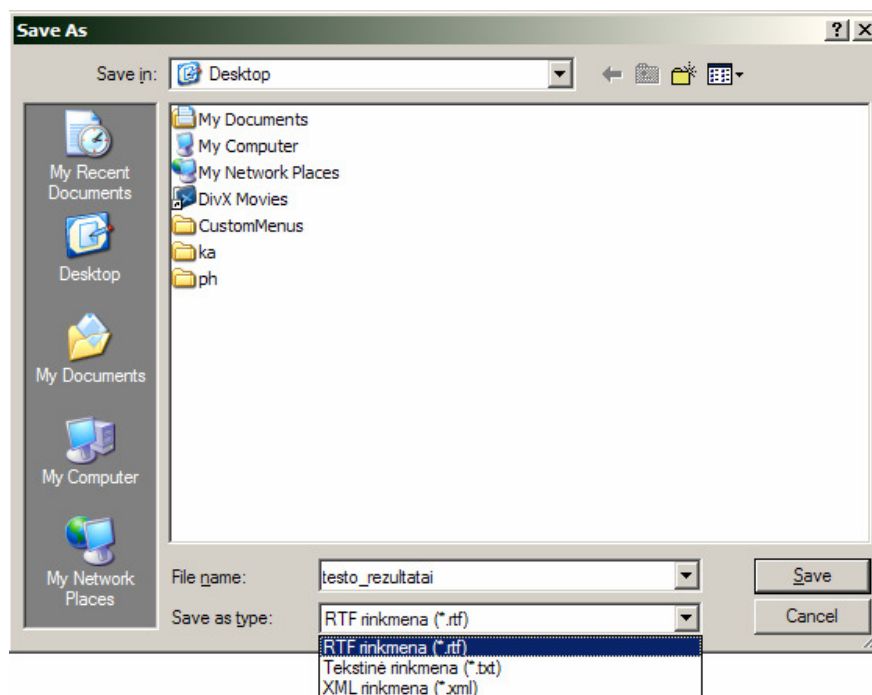 Save As
Save in:
Desktop
My Recent
Documents
Desktop
My Documents
My Computer
My Network
Places
My Documents
My Computer
My Network Places
DivX Movies
CustomMenus
ka
ph
File name:
testo_rezultatai
Save
Save as type:
RTF rinkmena (*.rtf)
Cancel
RTF rinkmena (*.rtf)
Tekstinė rinkmena (*.txt)
XML rinkmena (*.xml)